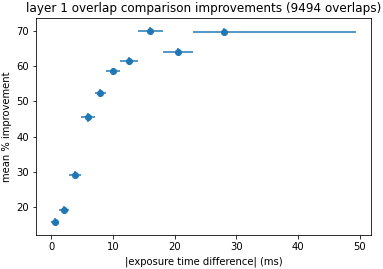 layer 1 overlap comparison improvements (9494 overlaps)
70
60
50
40
30
20
mean % improvement
0 10 20 30 40 50
|exposure time difference| (ms)